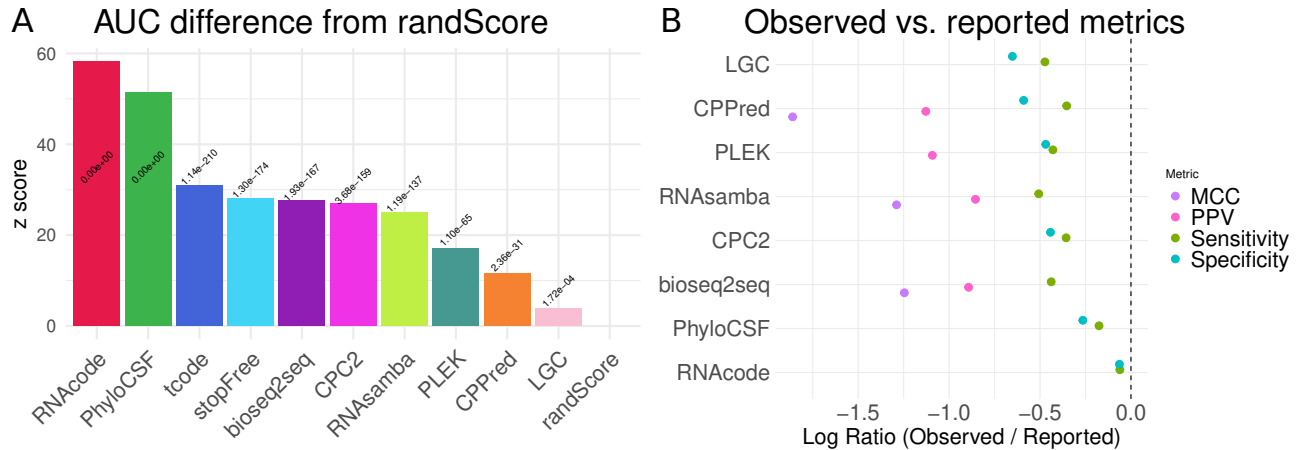 A
AUC difference from randScore
z score
60
40
20
0
0.00e+00
0.00e+00
1.14e−210
1.30e−174
1.93e−167
3.68e−159
1.19e−137
1.10e−65
2.36e−31
1.72e−04
RNAcode
PhyloCSF
tcode
stopFree
bioseq2seq
CPC2
RNAsamba
PLEK
CPPred
LGC
randScore
B
Observed vs. reported metrics
LGC
CPPred
PLEK
RNAsamba
CPC2
bioseq2seq
PhyloCSF
RNAcode
−1.5
−1.0
−0.5
0.0
Log Ratio (Observed / Reported)
Metric
MCC
PPV
Sensitivity
Specificity